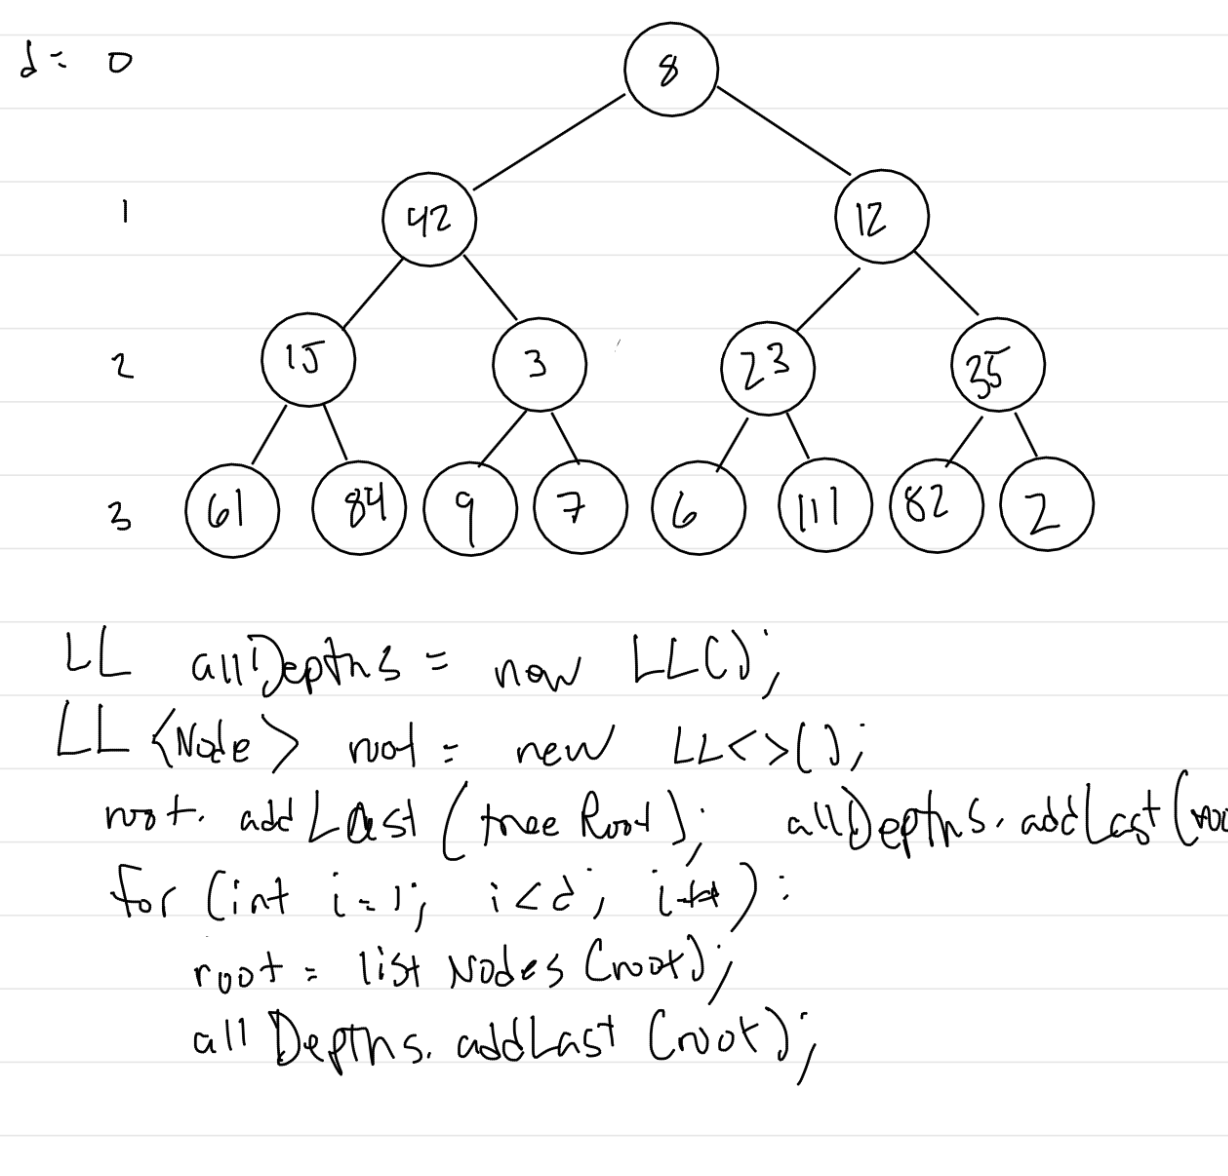 d = 0
8
1
42 12
2
15 3 23 35
3
61 84 9 7 6 111 82 2
LL allDepths = new LL();
LL <Node> root = new LL<>();
root. addLast (treeRoot); allDepths. addLast (roo
for (int i=1; i<d; i++):
root = listNodes (root);
allDepths. addLast (root);